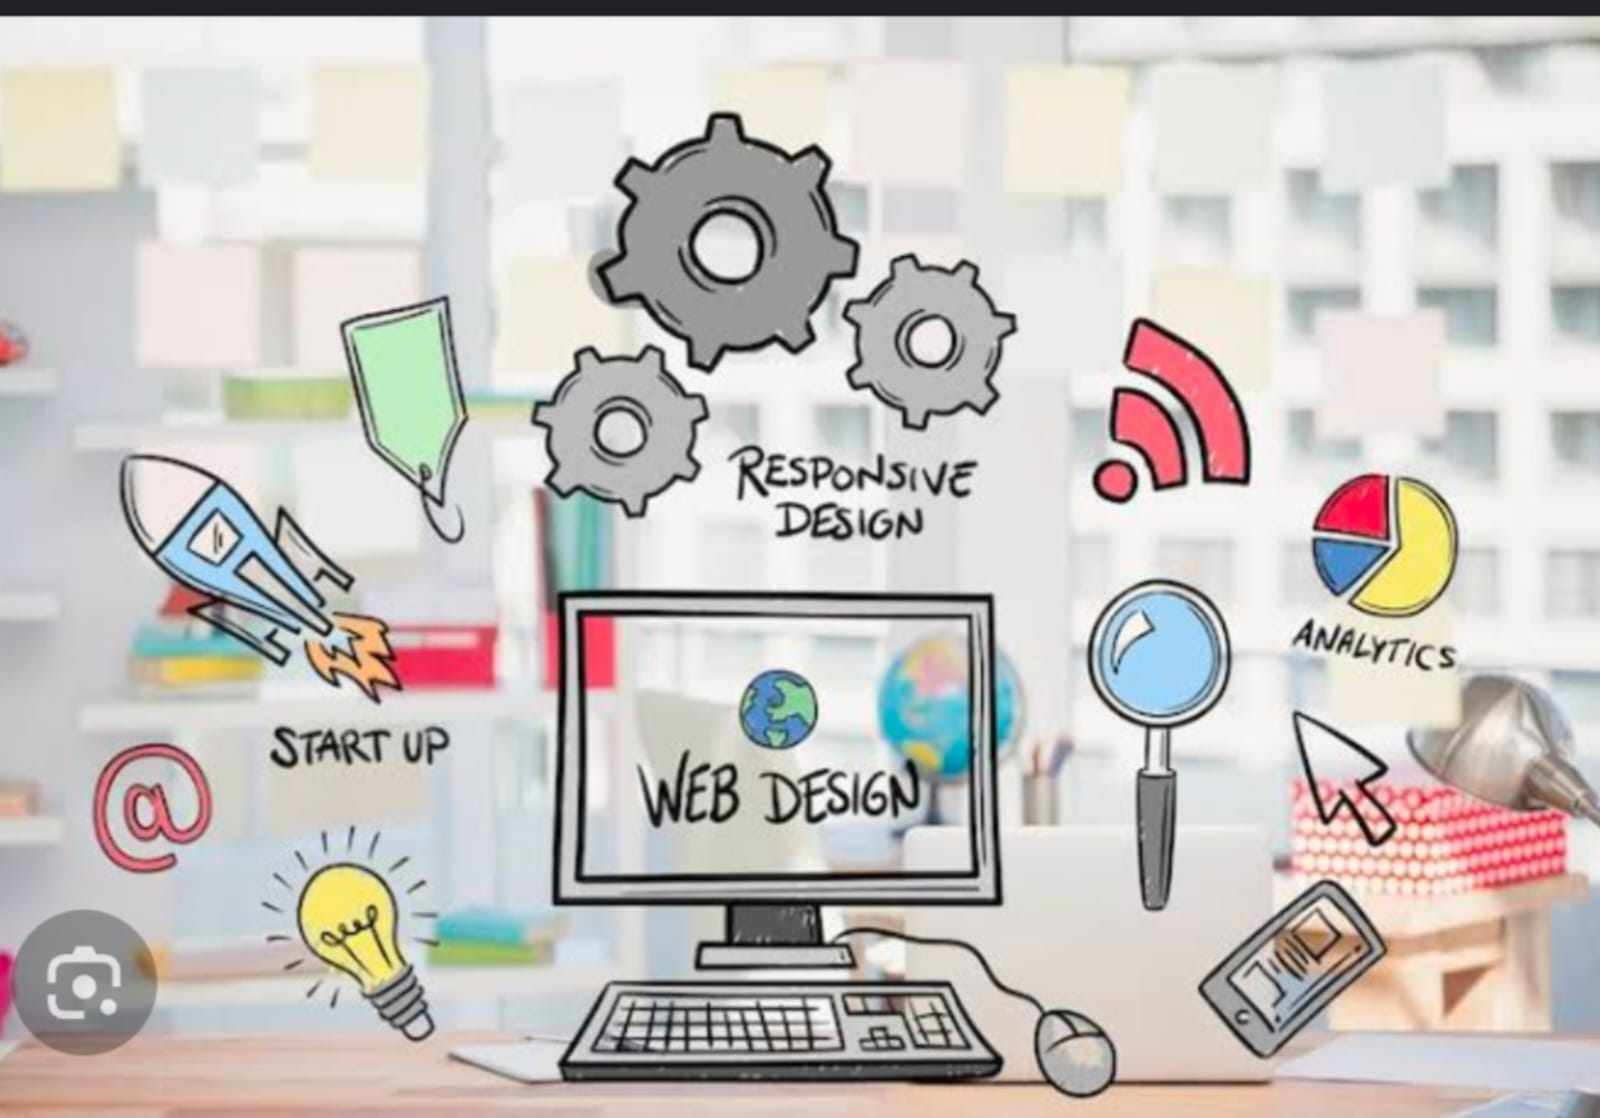 RESPONSIVE
DESIGN
ANALYTICS
START UP
@
WEB DESIGN